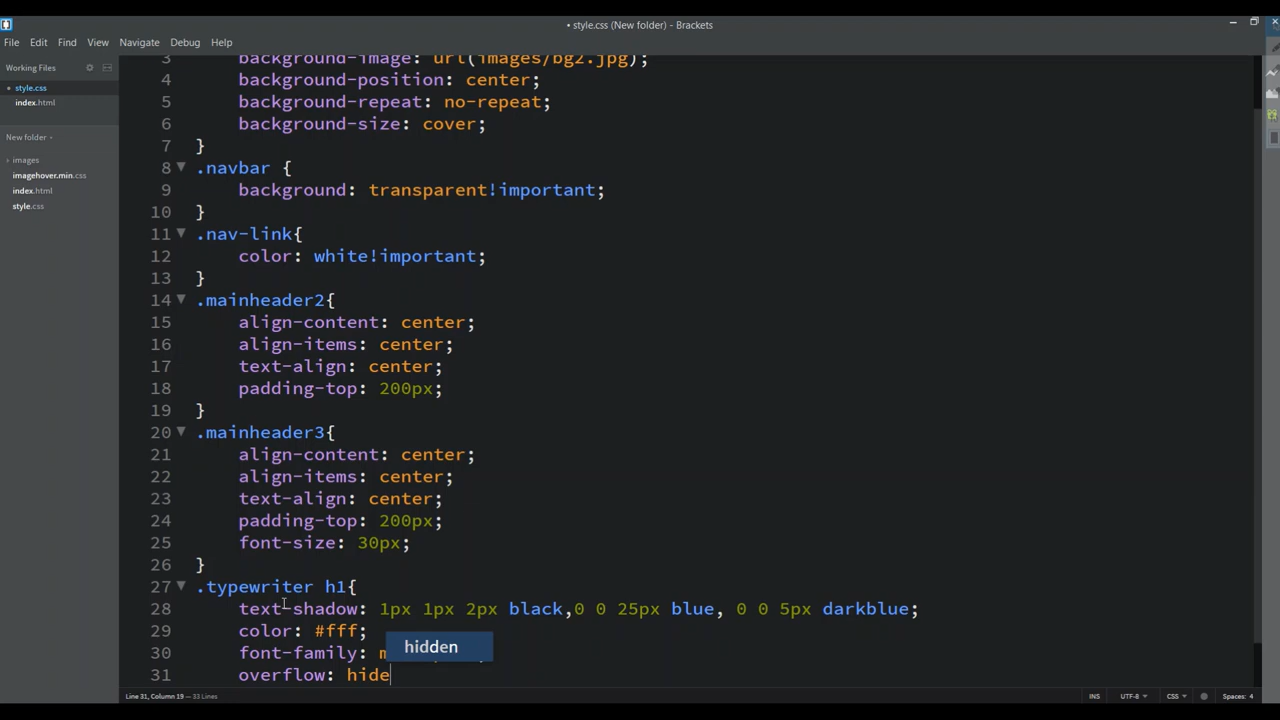 • style.css (New folder) - Brackets
File Edit Find View Navigate Debug Help
Working Files
style.css
index.html
New folder
images
imagehover.min.css
index.html
style.css
3 background-image: url(images/bg2.jpg);
4 background-position: center;
5 background-repeat: no-repeat;
6 background-size: cover;
7 }
8 .navbar {
9 background: transparent!important;
10 }
11 .nav-link{
12 color: white!important;
13 }
14 .mainheader2{
15 align-content: center;
16 align-items: center;
17 text-align: center;
18 padding-top: 200px;
19 }
20 .mainheader3{
21 align-content: center;
22 align-items: center;
23 text-align: center;
24 padding-top: 200px;
25 font-size: 30px;
26 }
27 .typewriter h1{
28 text-shadow: 1px 1px 2px black,0 0 25px blue, 0 0 5px darkblue;
29 color: #fff;
hidden
30 font-family:
31 overflow: hide
Line 31, Column 19 — 33 Lines
INS UTF-8 CSS Spaces: 4